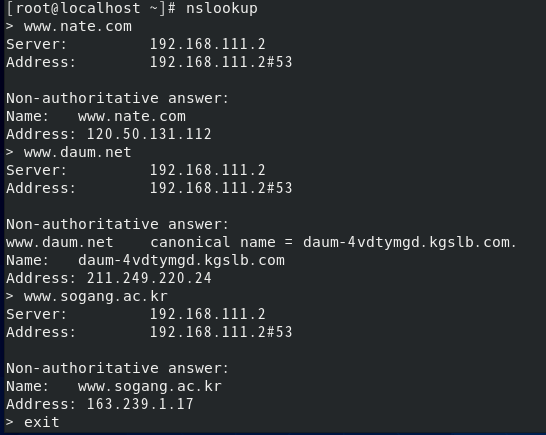 [root@localhost ~]# nslookup
> www.nate.com
Server:         192.168.111.2
Address:        192.168.111.2#53

Non-authoritative answer:
Name:   www.nate.com
Address: 120.50.131.112
> www.daum.net
Server:         192.168.111.2
Address:        192.168.111.2#53

Non-authoritative answer:
www.daum.net    canonical name = daum-4vdtymgd.kgslb.com.
Name:   daum-4vdtymgd.kgslb.com
Address: 211.249.220.24
> www.sogang.ac.kr
Server:         192.168.111.2
Address:        192.168.111.2#53

Non-authoritative answer:
Name:   www.sogang.ac.kr
Address: 163.239.1.17
> exit